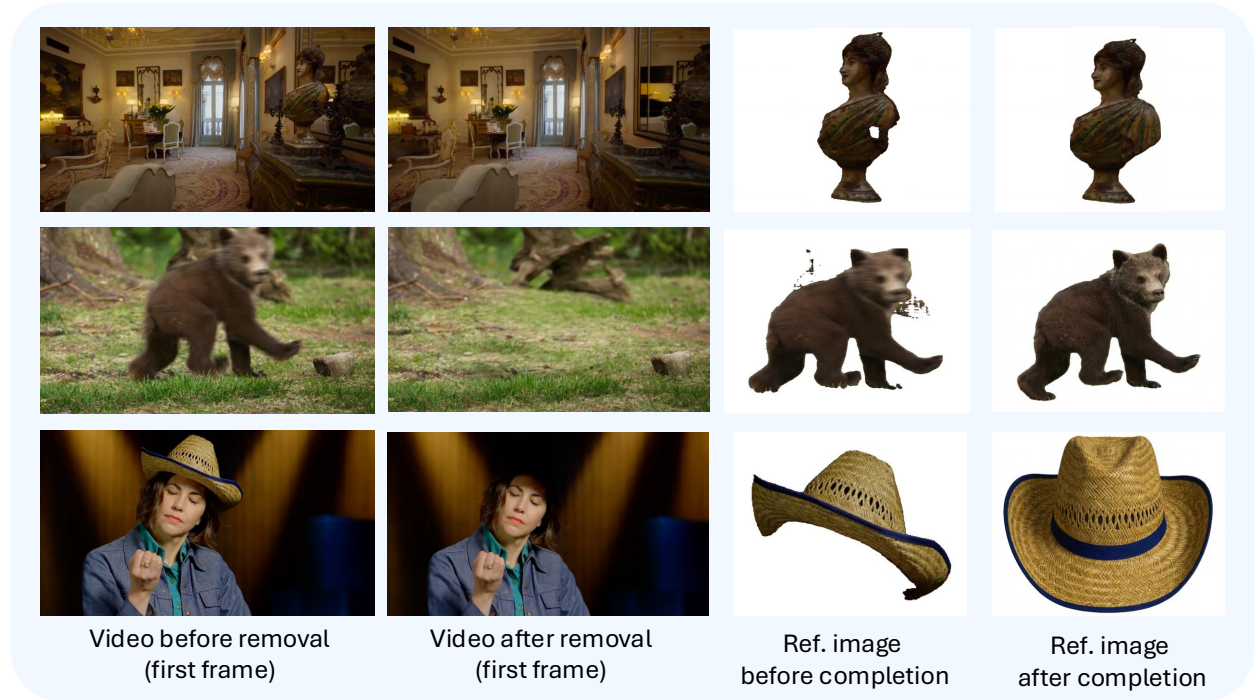 Video before removal
(first frame)
Video after removal
(first frame)
Ref. image
before completion
Ref. image
after completion